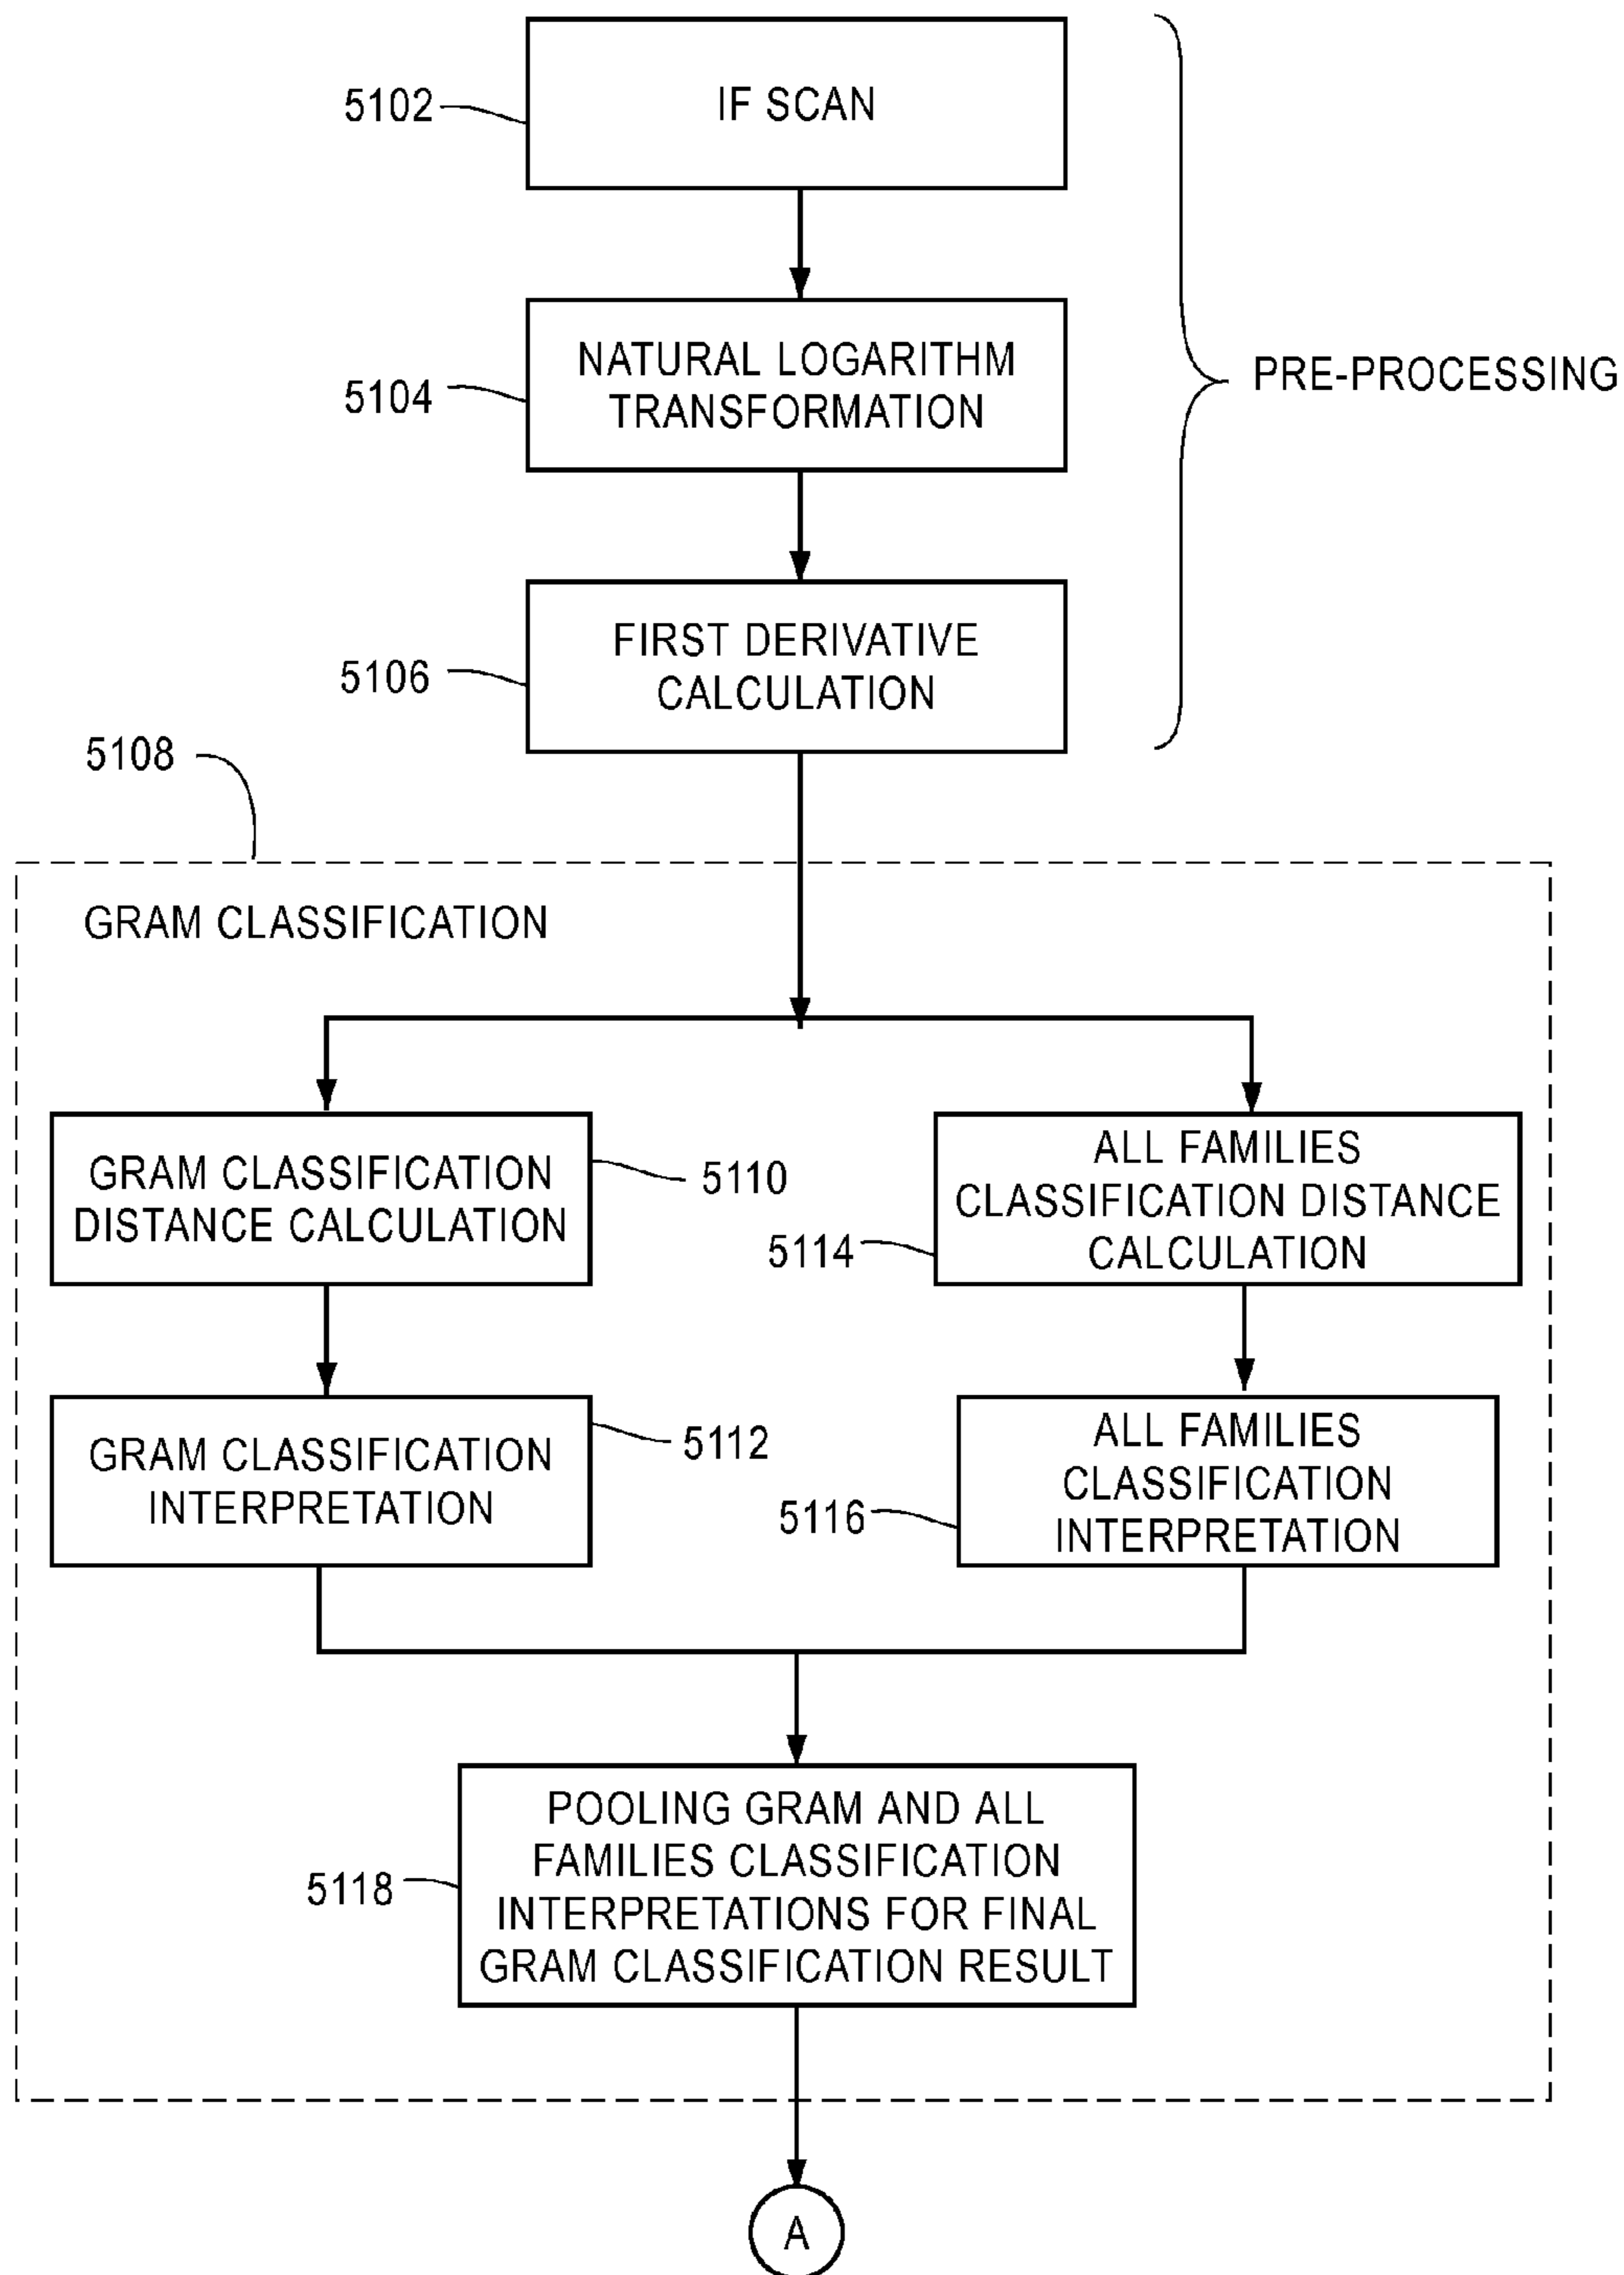 5102
IF SCAN
5104
NATURAL LOGARITHM
TRANSFORMATION
PRE-PROCESSING
5106
FIRST DERIVATIVE
CALCULATION
5108
GRAM CLASSIFICATION
GRAM CLASSIFICATION
DISTANCE CALCULATION
5110
ALL FAMILIES
CLASSIFICATION DISTANCE
CALCULATION
5114
GRAM CLASSIFICATION
INTERPRETATION
5112
ALL FAMILIES
CLASSIFICATION
INTERPRETATION
5116
POOLING GRAM AND ALL
FAMILIES CLASSIFICATION
INTERPRETATIONS FOR FINAL
GRAM CLASSIFICATION RESULT
5118
A